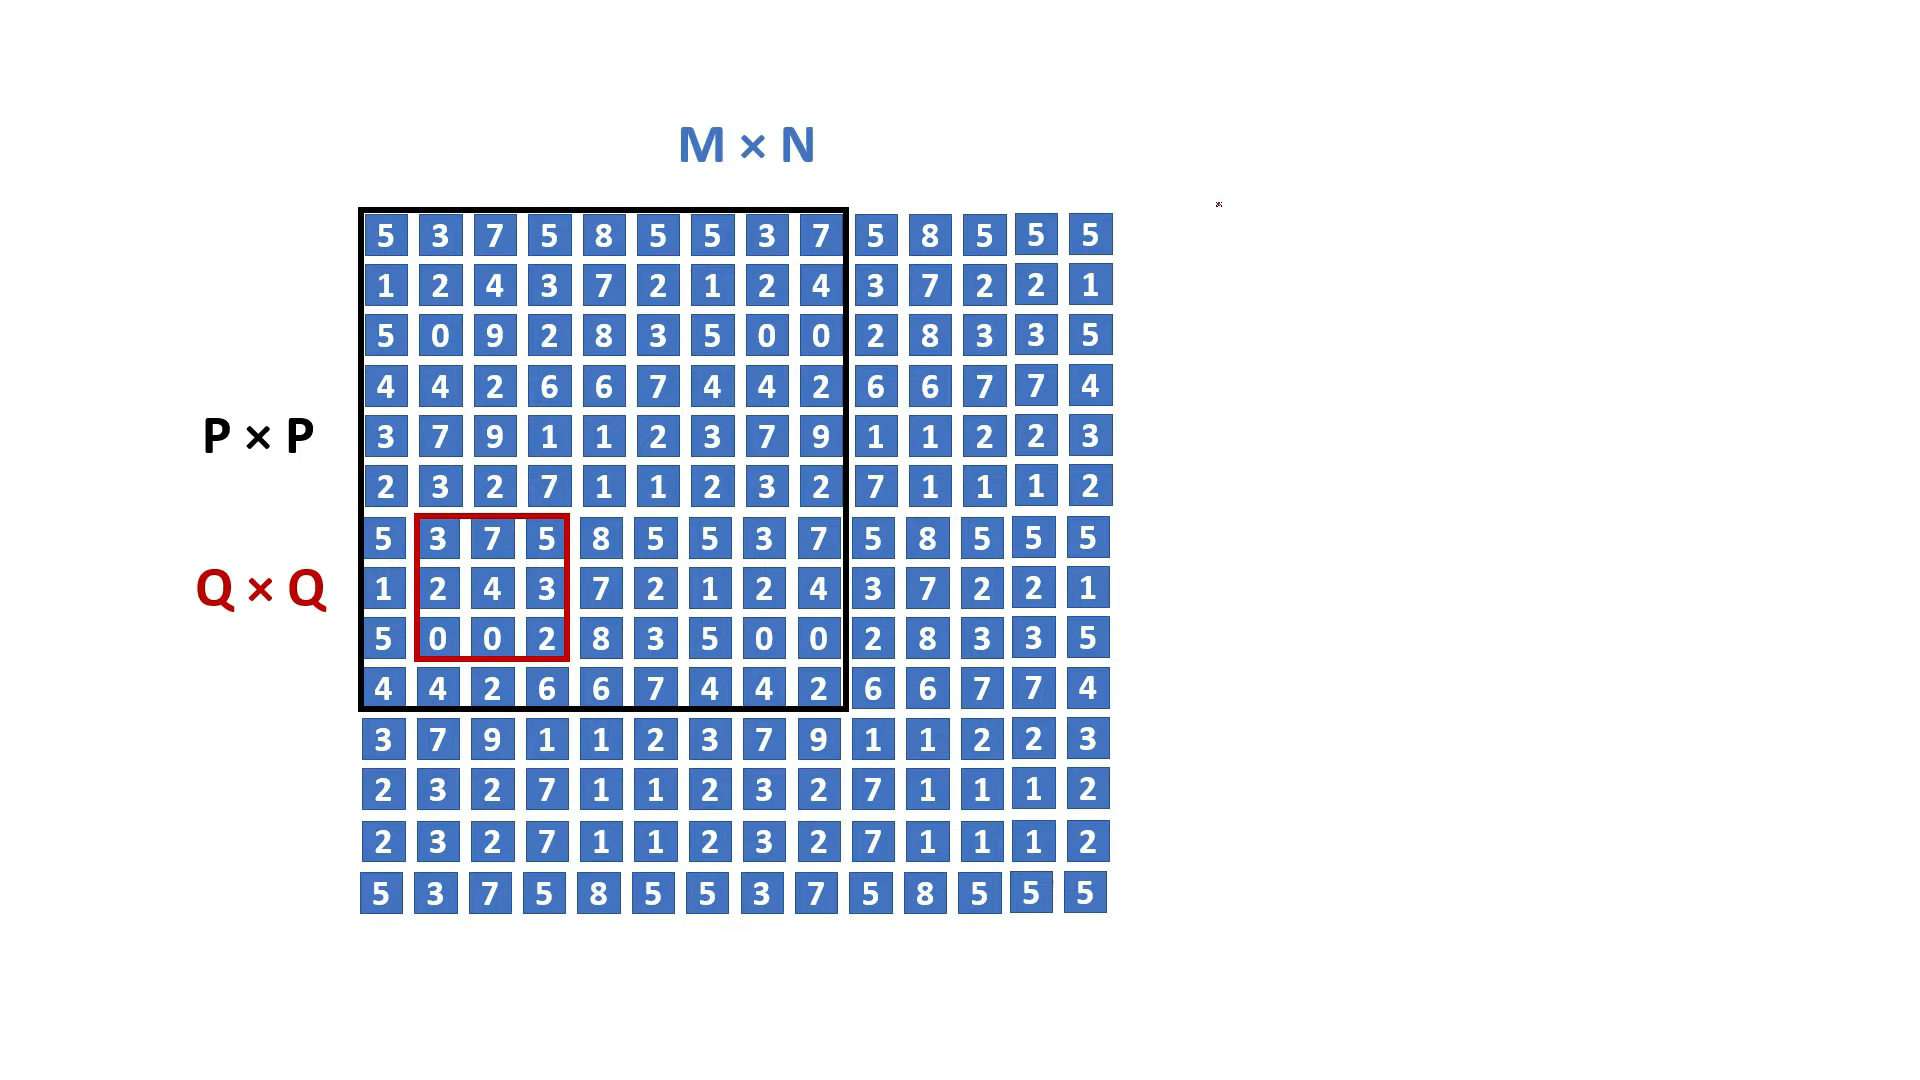 M × N
5 3 7 5 8 5 5 3 7 5 8 5 5 5
1 2 4 3 7 2 1 2 4 3 7 2 2 1
5 0 9 2 8 3 5 0 0 2 8 3 3 5
4 4 2 6 6 7 4 4 2 6 6 7 7 4
P × P
3 7 9 1 1 2 3 7 9 1 1 2 2 3
2 3 2 7 1 1 2 3 2 7 1 1 1 2
5 3 7 5 8 5 5 3 7 5 8 5 5 5
Q × Q
1 2 4 3 7 2 1 2 4 3 7 2 2 1
5 0 0 2 8 3 5 0 0 2 8 3 3 5
4 4 2 6 6 7 4 4 2 6 6 7 7 4
3 7 9 1 1 2 3 7 9 1 1 2 2 3
2 3 2 7 1 1 2 3 2 7 1 1 1 2
2 3 2 7 1 1 2 3 2 7 1 1 1 2
5 3 7 5 8 5 5 3 7 5 8 5 5 5